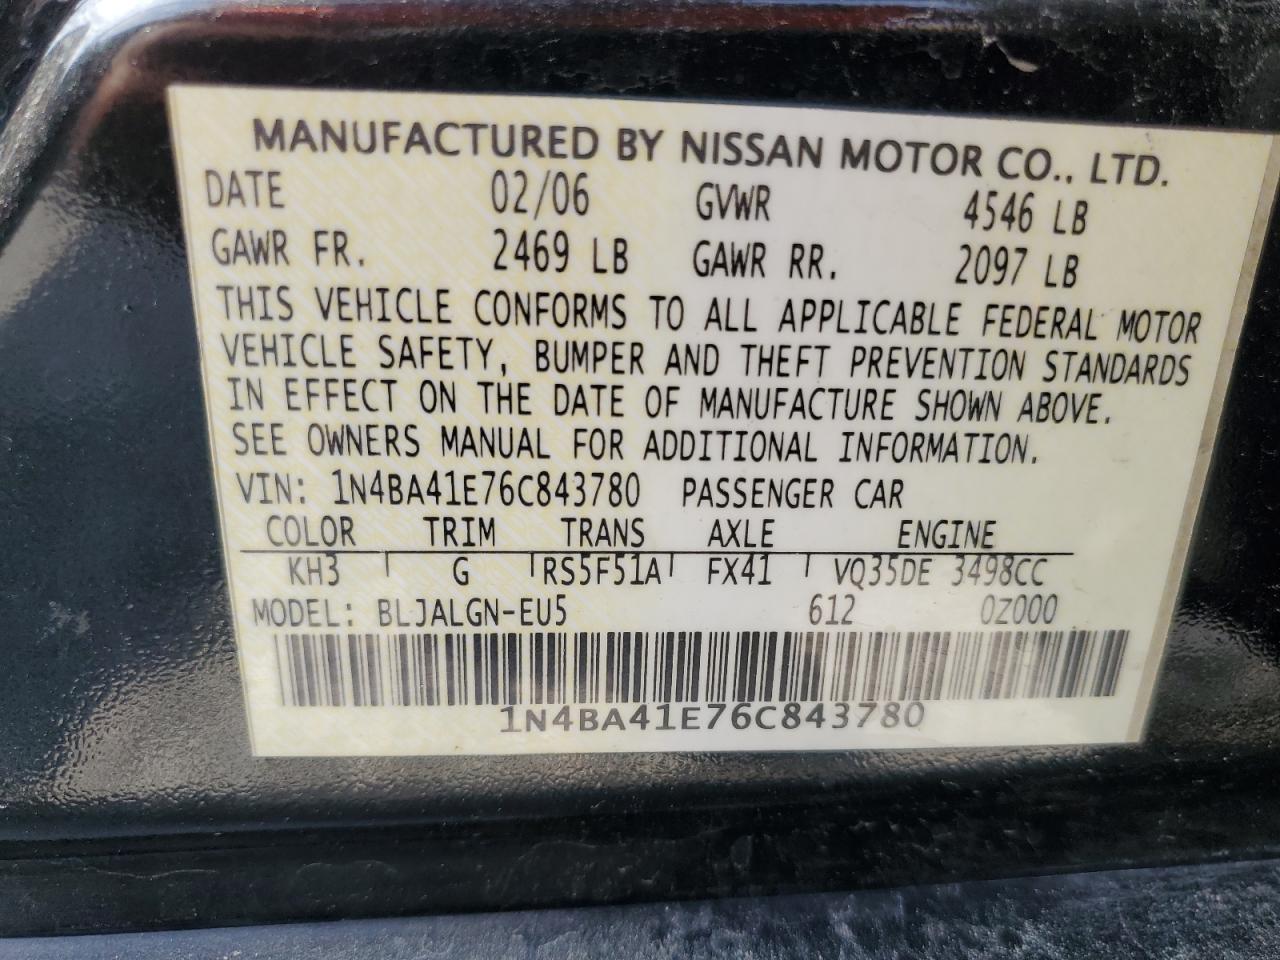 MANUFACTURED BY NISSAN MOTOR CO., LTD.
DATE 02/06 GVWR 4546 LB
GAWR FR. 2469 LB GAWR RR. 2097 LB
THIS VEHICLE CONFORMS TO ALL APPLICABLE FEDERAL MOTOR
VEHICLE SAFETY, BUMPER AND THEFT PREVENTION STANDARDS
IN EFFECT ON THE DATE OF MANUFACTURE SHOWN ABOVE.
SEE OWNERS MANUAL FOR ADDITIONAL INFORMATION.
VIN: 1N4BA41E76C843780 PASSENGER CAR
COLOR TRIM TRANS AXLE ENGINE
KH3 G RS5F51A FX41 VQ35DE 3498CC
MODEL: BLJALGN-EU5 612 0Z000
1N4BA41E76C843780